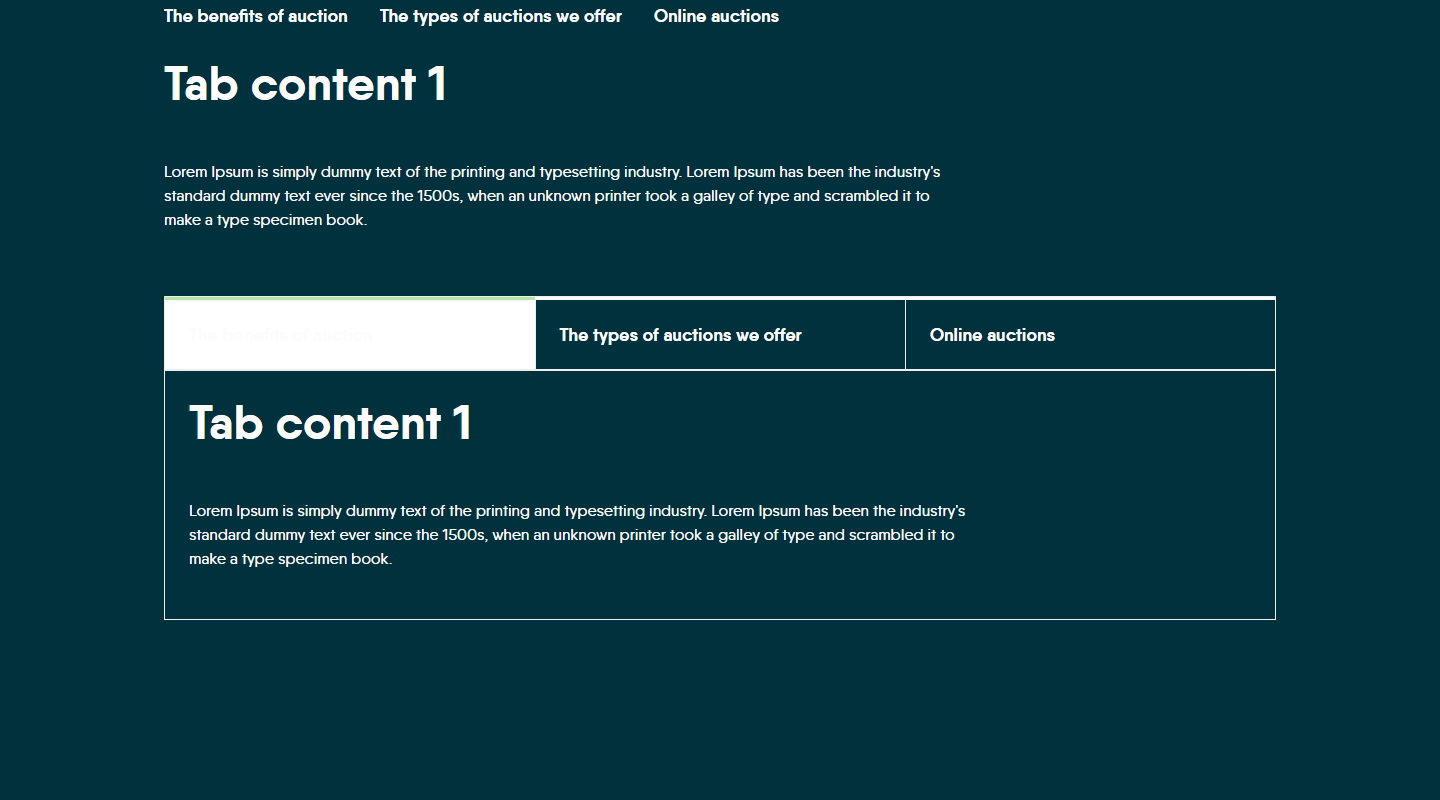 The benefits of auction The types of auctions we offer Online auctions
Tab content 1
Lorem Ipsum is simply dummy text of the printing and typesetting industry. Lorem Ipsum has been the industry's
standard dummy text ever since the 1500s, when an unknown printer took a galley of type and scrambled it to
make a type specimen book.
The benefits of auction The types of auctions we offer Online auctions
Tab content 1
Lorem Ipsum is simply dummy text of the printing and typesetting industry. Lorem Ipsum has been the industry's
standard dummy text ever since the 1500s, when an unknown printer took a galley of type and scrambled it to
make a type specimen book.